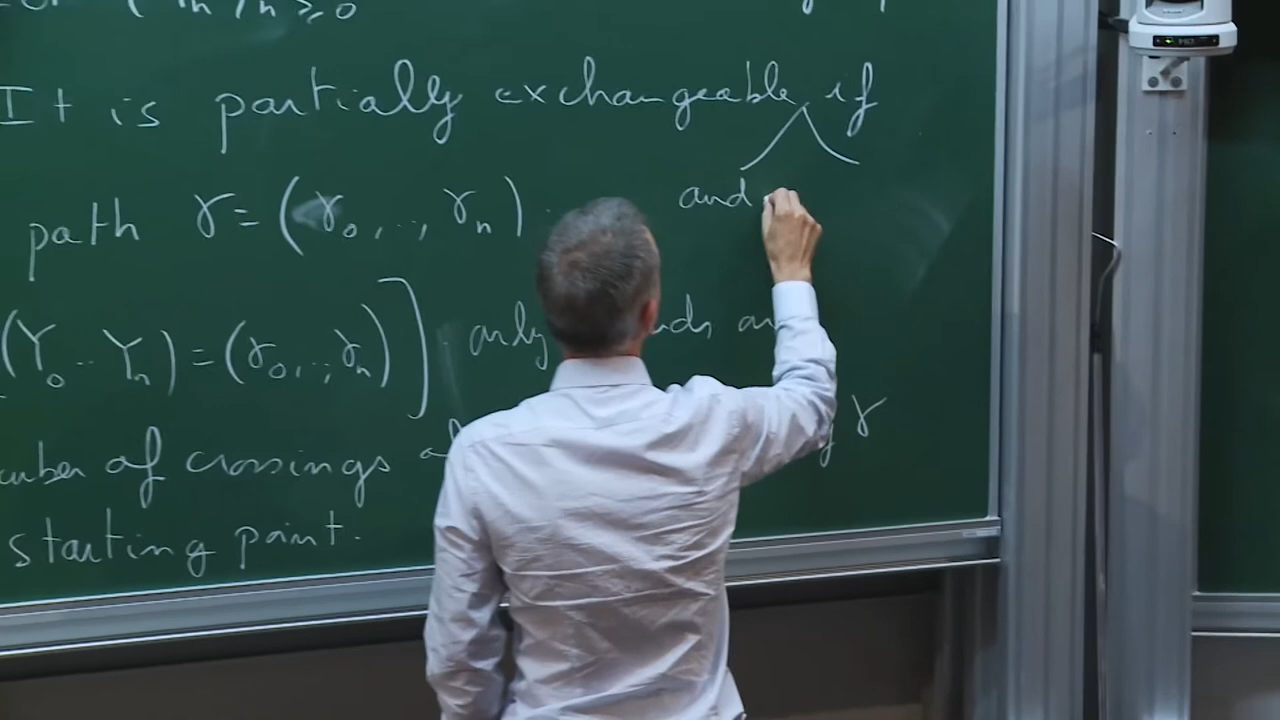 It is partially exchangeable if
and
path γ = (γ₀, .., γₙ)
(Y₀ .. Yₙ) = (γ₀, .., γₙ)] only
number of crossings γ
starting point.